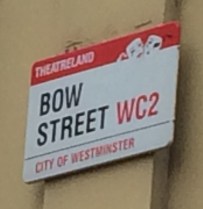 THEATRELAND
BOW
STREET WC2
CITY OF WESTMINSTER